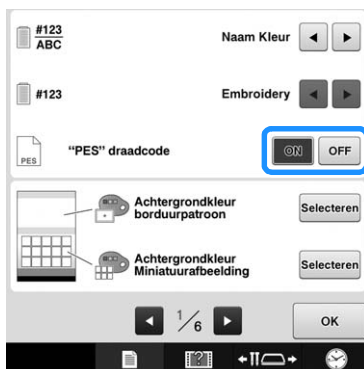 #123
ABC
Naam Kleur
#123
Embroidery
PES
"PES" draadcode
ON
OFF
Achtergrondkleur
borduurpatroon
Selecteren
Achtergrondkleur
Miniatuurafbeelding
Selecteren
1/6
OK